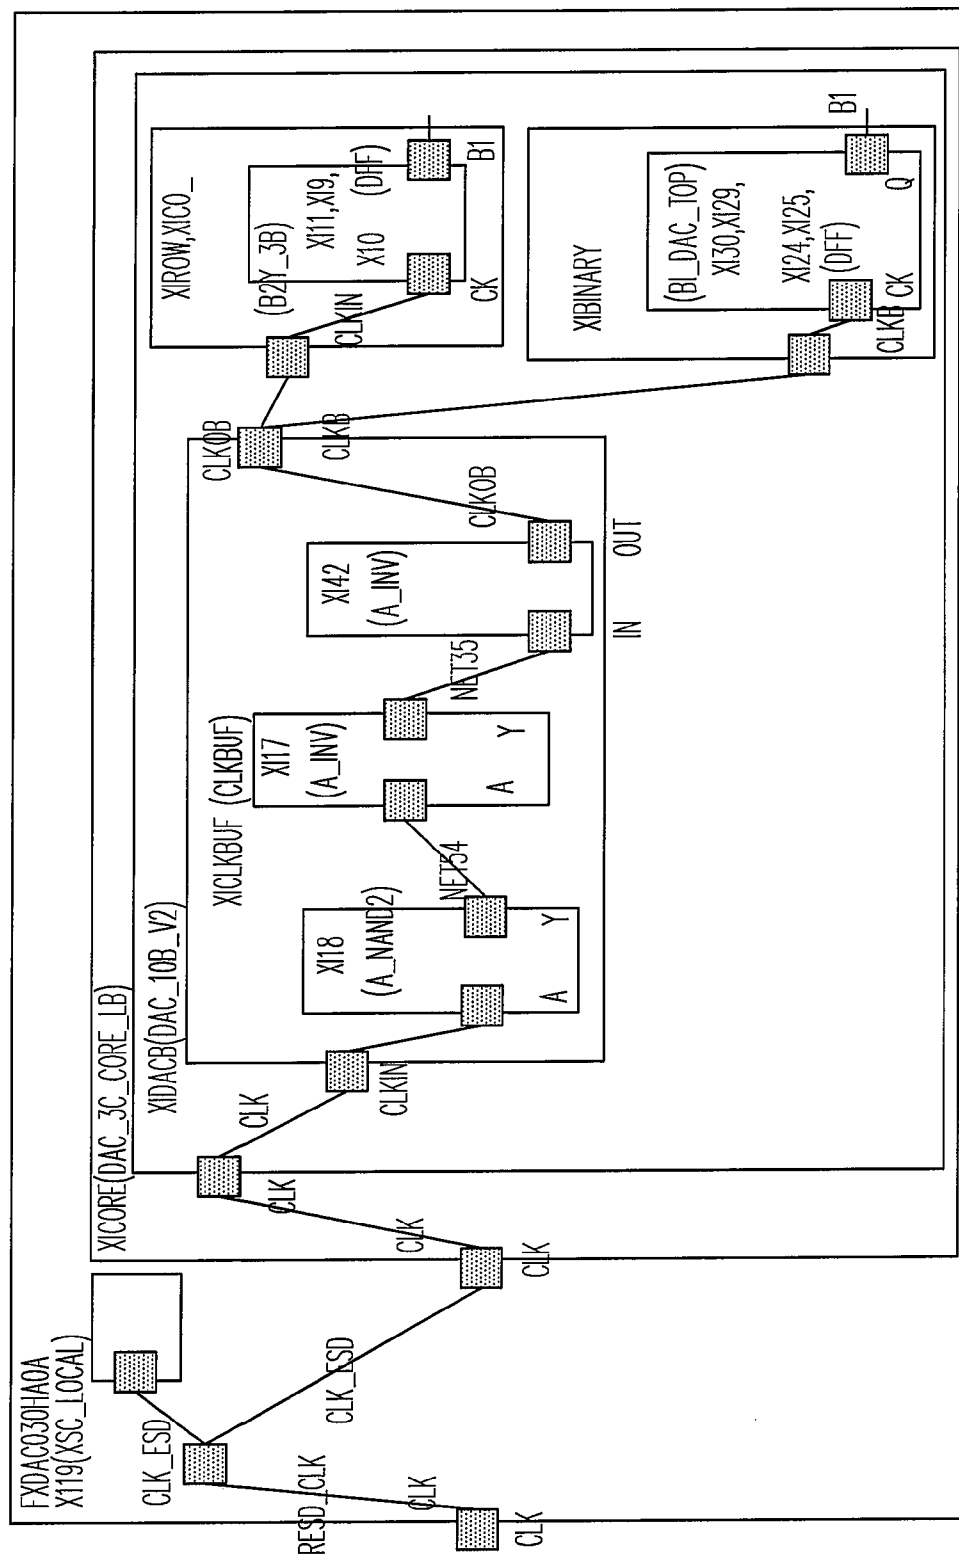 FXDAC030HA0A
X119(XSC_LOCAL)
CLK_ESD
RESD_CLK
CLK
CLK
CLK_ESD
XICORE(DAC_3C_CORE_LB)
CLK
CLK
XIDACB(DAC_10B_V2)
CLK
CLK
CLKIN
XICLKBUF (CLKBUF)
XI18
(A_NAND2)
A
Y
NET54
XI17
(A_INV)
A
Y
NET35
XI42
(A_INV)
IN
OUT
CLKOB
CLKOB
CLKB
XIROW,XICO_
(B2Y_3B)
XI11,XI9,
X10
(DFF)
CLKIN
CK
B1
XIBINARY
(BI_DAC_TOP)
XI30,XI29,
XI24,XI25,
(DFF)
CLKB
CK
Q
B1